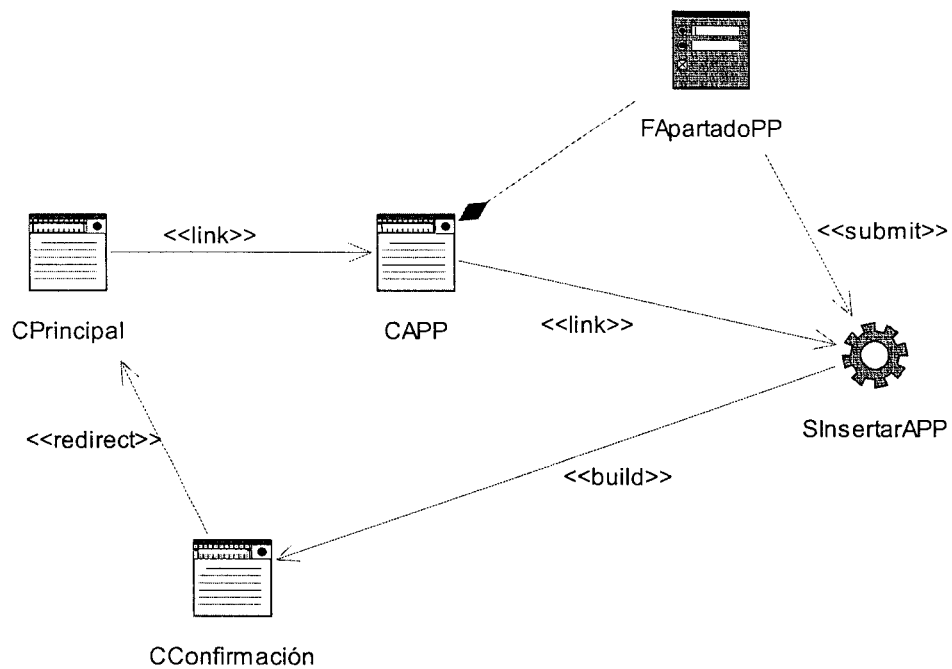 FApartadoPP
<<link>>
<<submit>>
CPrincipal
CAPP
<<link>>
SInsertarAPP
<<redirect>>
<<build>>
CConfirmación